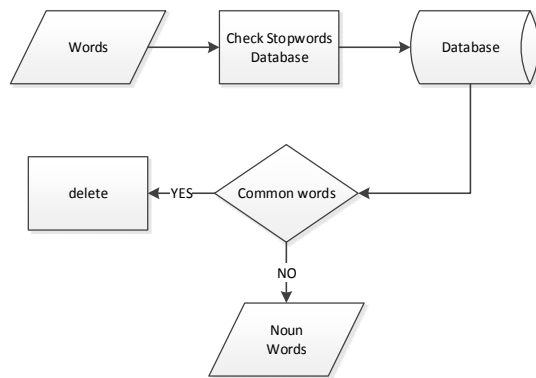 Words
Check Stopwords
Database
Database
delete
YES
Common words
NO
Noun
Words